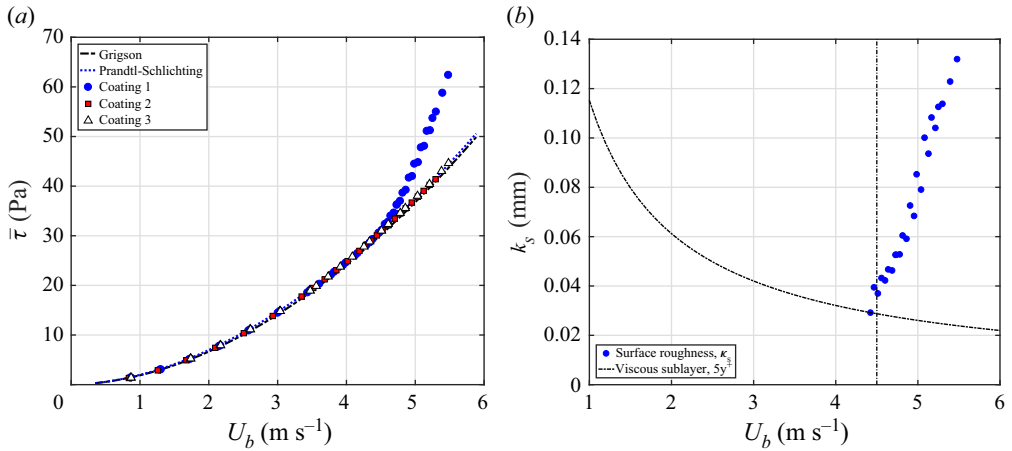 (a)
70
60
50
40
30
20
10
0
1
2
3
4
5
6
τ̄ (Pa)
U_b (m s⁻¹)
Grigson
Prandtl-Schlichting
Coating 1
Coating 2
Coating 3
(b)
0.14
0.12
0.10
0.08
0.06
0.04
0.02
0
1
2
3
4
5
6
k_s (mm)
U_b (m s⁻¹)
Surface roughness, κ_s
Viscous sublayer, 5y⁺